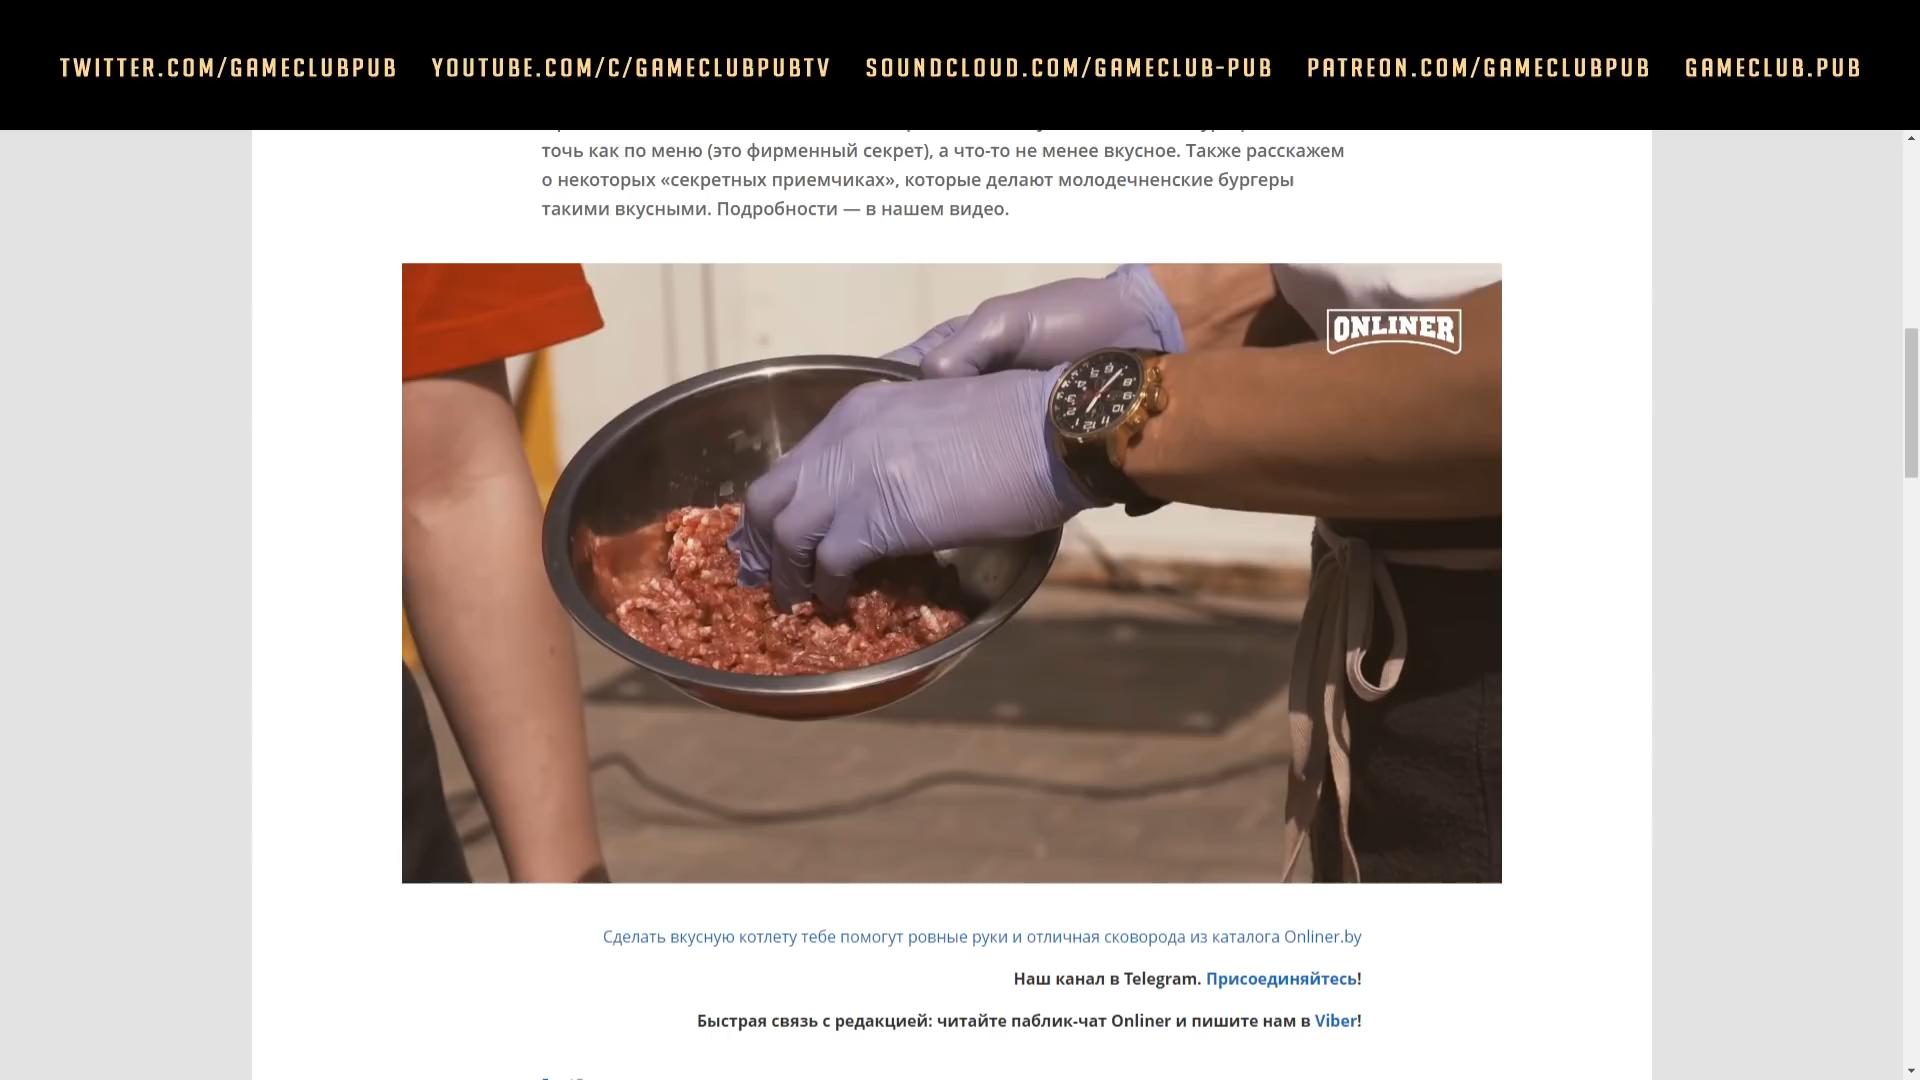 TWITTER.COM/GAMECLUBPUB YOUTUBE.COM/C/GAMECLUBPUBTV SOUNDCLOUD.COM/GAMECLUB-PUB PATREON.COM/GAMECLUBPUB GAMECLUB.PUB
точь как по меню (это фирменный секрет), а что-то не менее вкусное. Также расскажем
о некоторых «секретных приемчиках», которые делают молодечненские бургеры
такими вкусными. Подробности — в нашем видео.
ONLINER
Сделать вкусную котлету тебе помогут ровные руки и отличная сковорода из каталога Onliner.by
Наш канал в Telegram. Присоединяйтесь!
Быстрая связь с редакцией: читайте паблик-чат Onliner и пишите нам в Viber!